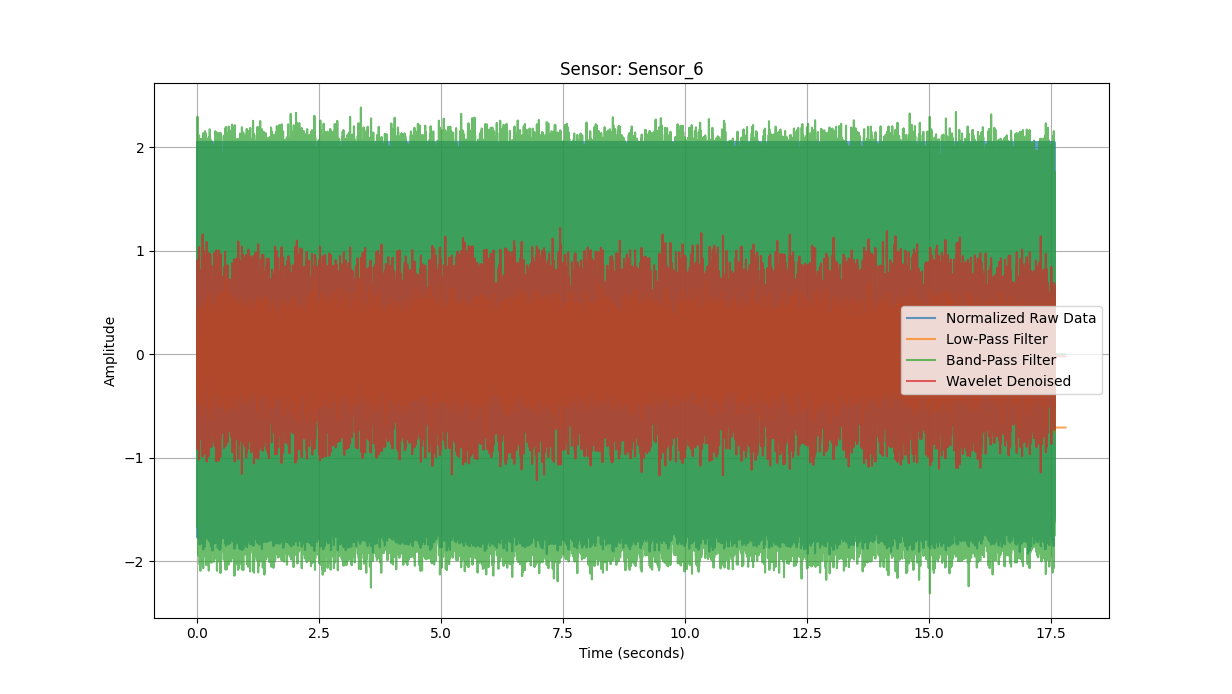 Sensor: Sensor_6
Amplitude
2
1
0
−1
−2
Normalized Raw Data
Low-Pass Filter
Band-Pass Filter
Wavelet Denoised
0.0 2.5 5.0 7.5 10.0 12.5 15.0 17.5
Time (seconds)